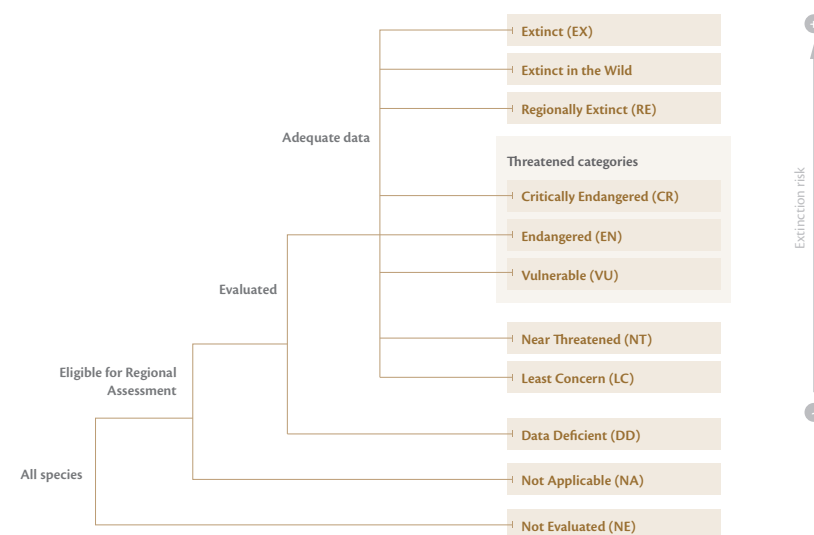 Extinct (EX)
Extinct in the Wild
Regionally Extinct (RE)
Adequate data
Threatened categories
Critically Endangered (CR)
Endangered (EN)
Vulnerable (VU)
Evaluated
Near Threatened (NT)
Eligible for Regional
Assessment
Least Concern (LC)
Data Deficient (DD)
All species
Not Applicable (NA)
Not Evaluated (NE)
Extinction risk